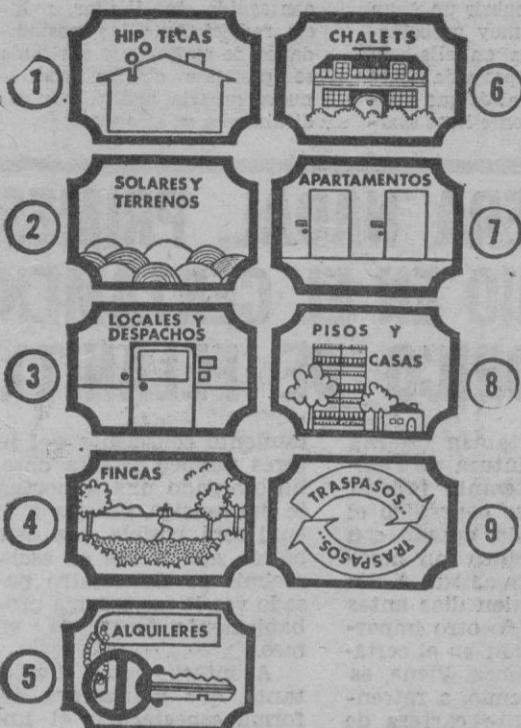 1
HIP TECAS
2
SOLARES Y
TERRENOS
3
LOCALES Y
DESPACHOS
4
FINCAS
5
ALQUILERES
6
CHALETS
7
APARTAMENTOS
8
PISOS Y
CASAS
9
TRASPASOS...
TRASPASOS...